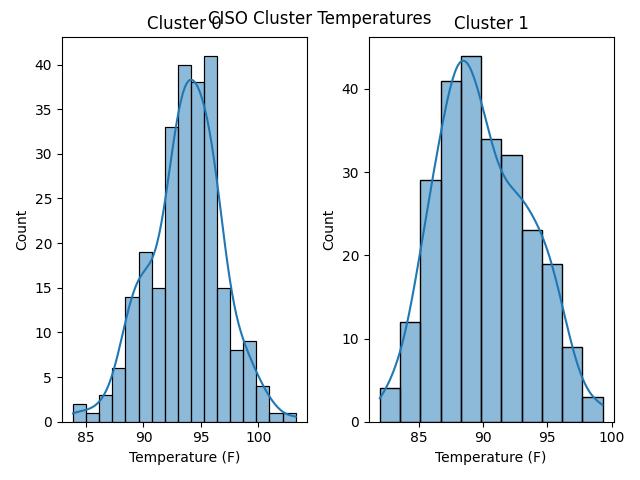 CISO Cluster Temperatures
Cluster 0
Cluster 1
Count
40
35
30
25
20
15
10
5
0
85 90 95 100
Temperature (F)
Count
40
30
20
10
0
85 90 95 100
Temperature (F)